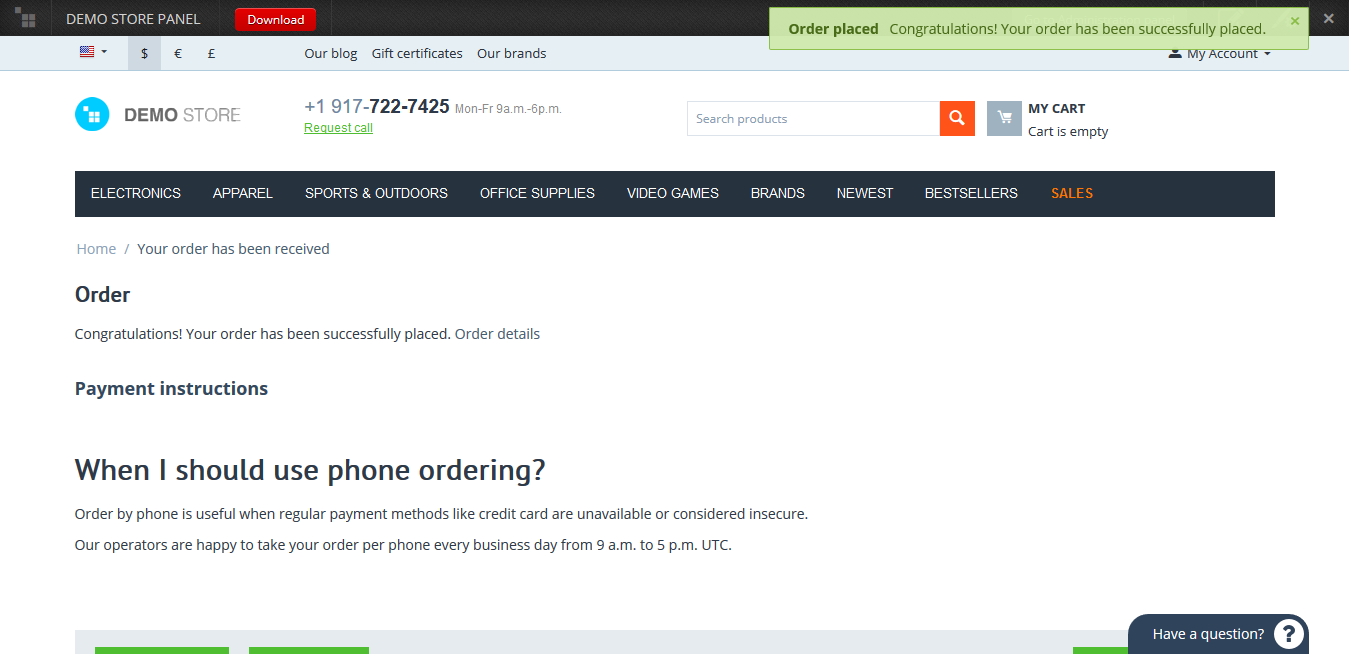 DEMO STORE PANEL
Download
Order placed Congratulations! Your order has been successfully placed.
$ € £
Our blog Gift certificates Our brands
My Account
DEMO STORE
+1 917-722-7425 Mon-Fr 9a.m.-6p.m.
Request call
Search products
MY CART
Cart is empty
ELECTRONICS APPAREL SPORTS & OUTDOORS OFFICE SUPPLIES VIDEO GAMES BRANDS NEWEST BESTSELLERS SALES
Home / Your order has been received
Order
Congratulations! Your order has been successfully placed. Order details
Payment instructions
When I should use phone ordering?
Order by phone is useful when regular payment methods like credit card are unavailable or considered insecure.
Our operators are happy to take your order per phone every business day from 9 a.m. to 5 p.m. UTC.
Have a question? ?